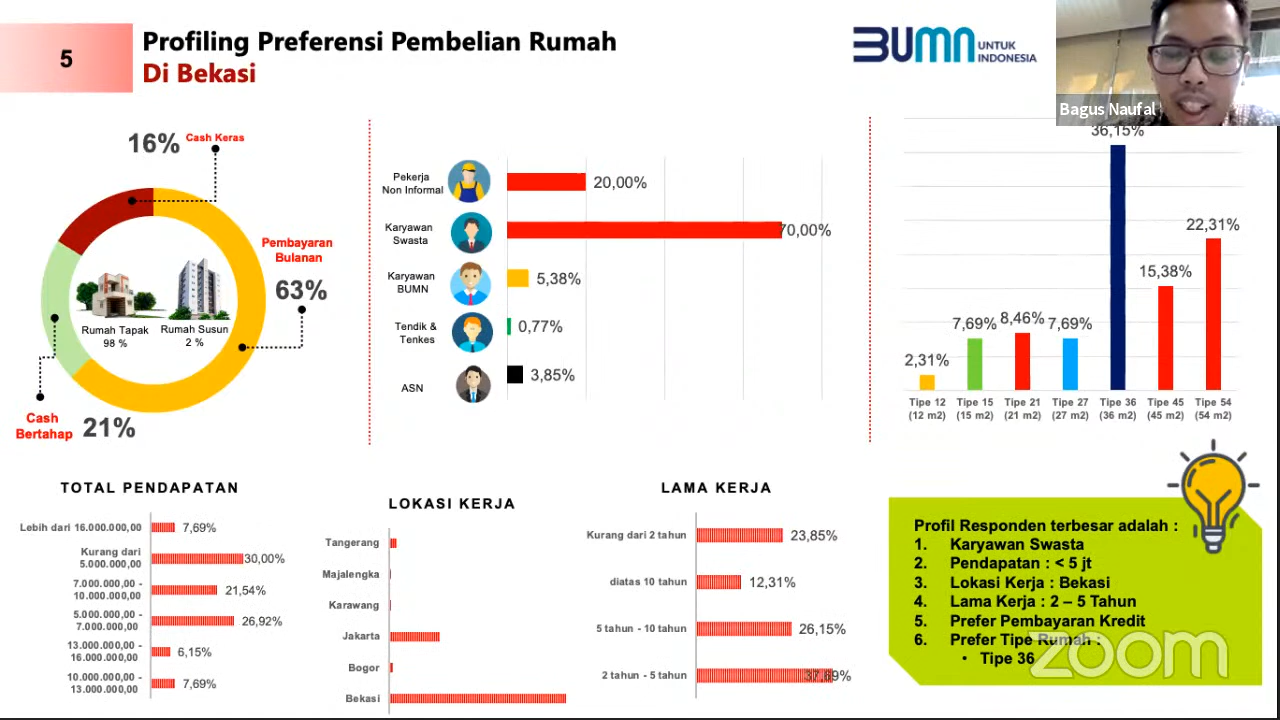 5
Profiling Preferensi Pembelian Rumah
Di Bekasi
BUMN
UNTUK
INDONESIA
Bagus Naufal
16%
Cash Keras
Pembayaran
Bulanan
63%
Rumah Tapak
98 %
Rumah Susun
2 %
Cash
Bertahap
21%
Pekerja
Non Informal
20,00%
Karyawan
Swasta
70,00%
Karyawan
BUMN
5,38%
Tendik &
Tenkes
0,77%
ASN
3,85%
2,31%
7,69%
8,46%
7,69%
36,15%
15,38%
22,31%
Tipe 12
(12 m2)
Tipe 15
(15 m2)
Tipe 21
(21 m2)
Tipe 27
(27 m2)
Tipe 36
(36 m2)
Tipe 45
(45 m2)
Tipe 54
(54 m2)
TOTAL PENDAPATAN
Lebih dari 16.000.000,00
7,69%
Kurang dari
5.000.000,00
30,00%
7.000.000,00 -
10.000.000,00
21,54%
5.000.000,00 -
7.000.000,00
26,92%
13.000.000,00 -
16.000.000,00
6,15%
10.000.000,00 -
13.000.000,00
7,69%
LOKASI KERJA
Tangerang
Majalengka
Karawang
Jakarta
Bogor
Bekasi
LAMA KERJA
Kurang dari 2 tahun
23,85%
diatas 10 tahun
12,31%
5 tahun - 10 tahun
26,15%
2 tahun - 5 tahun
37,69%
Profil Responden terbesar adalah :
1. Karyawan Swasta
2. Pendapatan : < 5 jt
3. Lokasi Kerja : Bekasi
4. Lama Kerja : 2 – 5 Tahun
5. Prefer Pembayaran Kredit
6. Prefer Tipe Rumah :
• Tipe 36
zoom